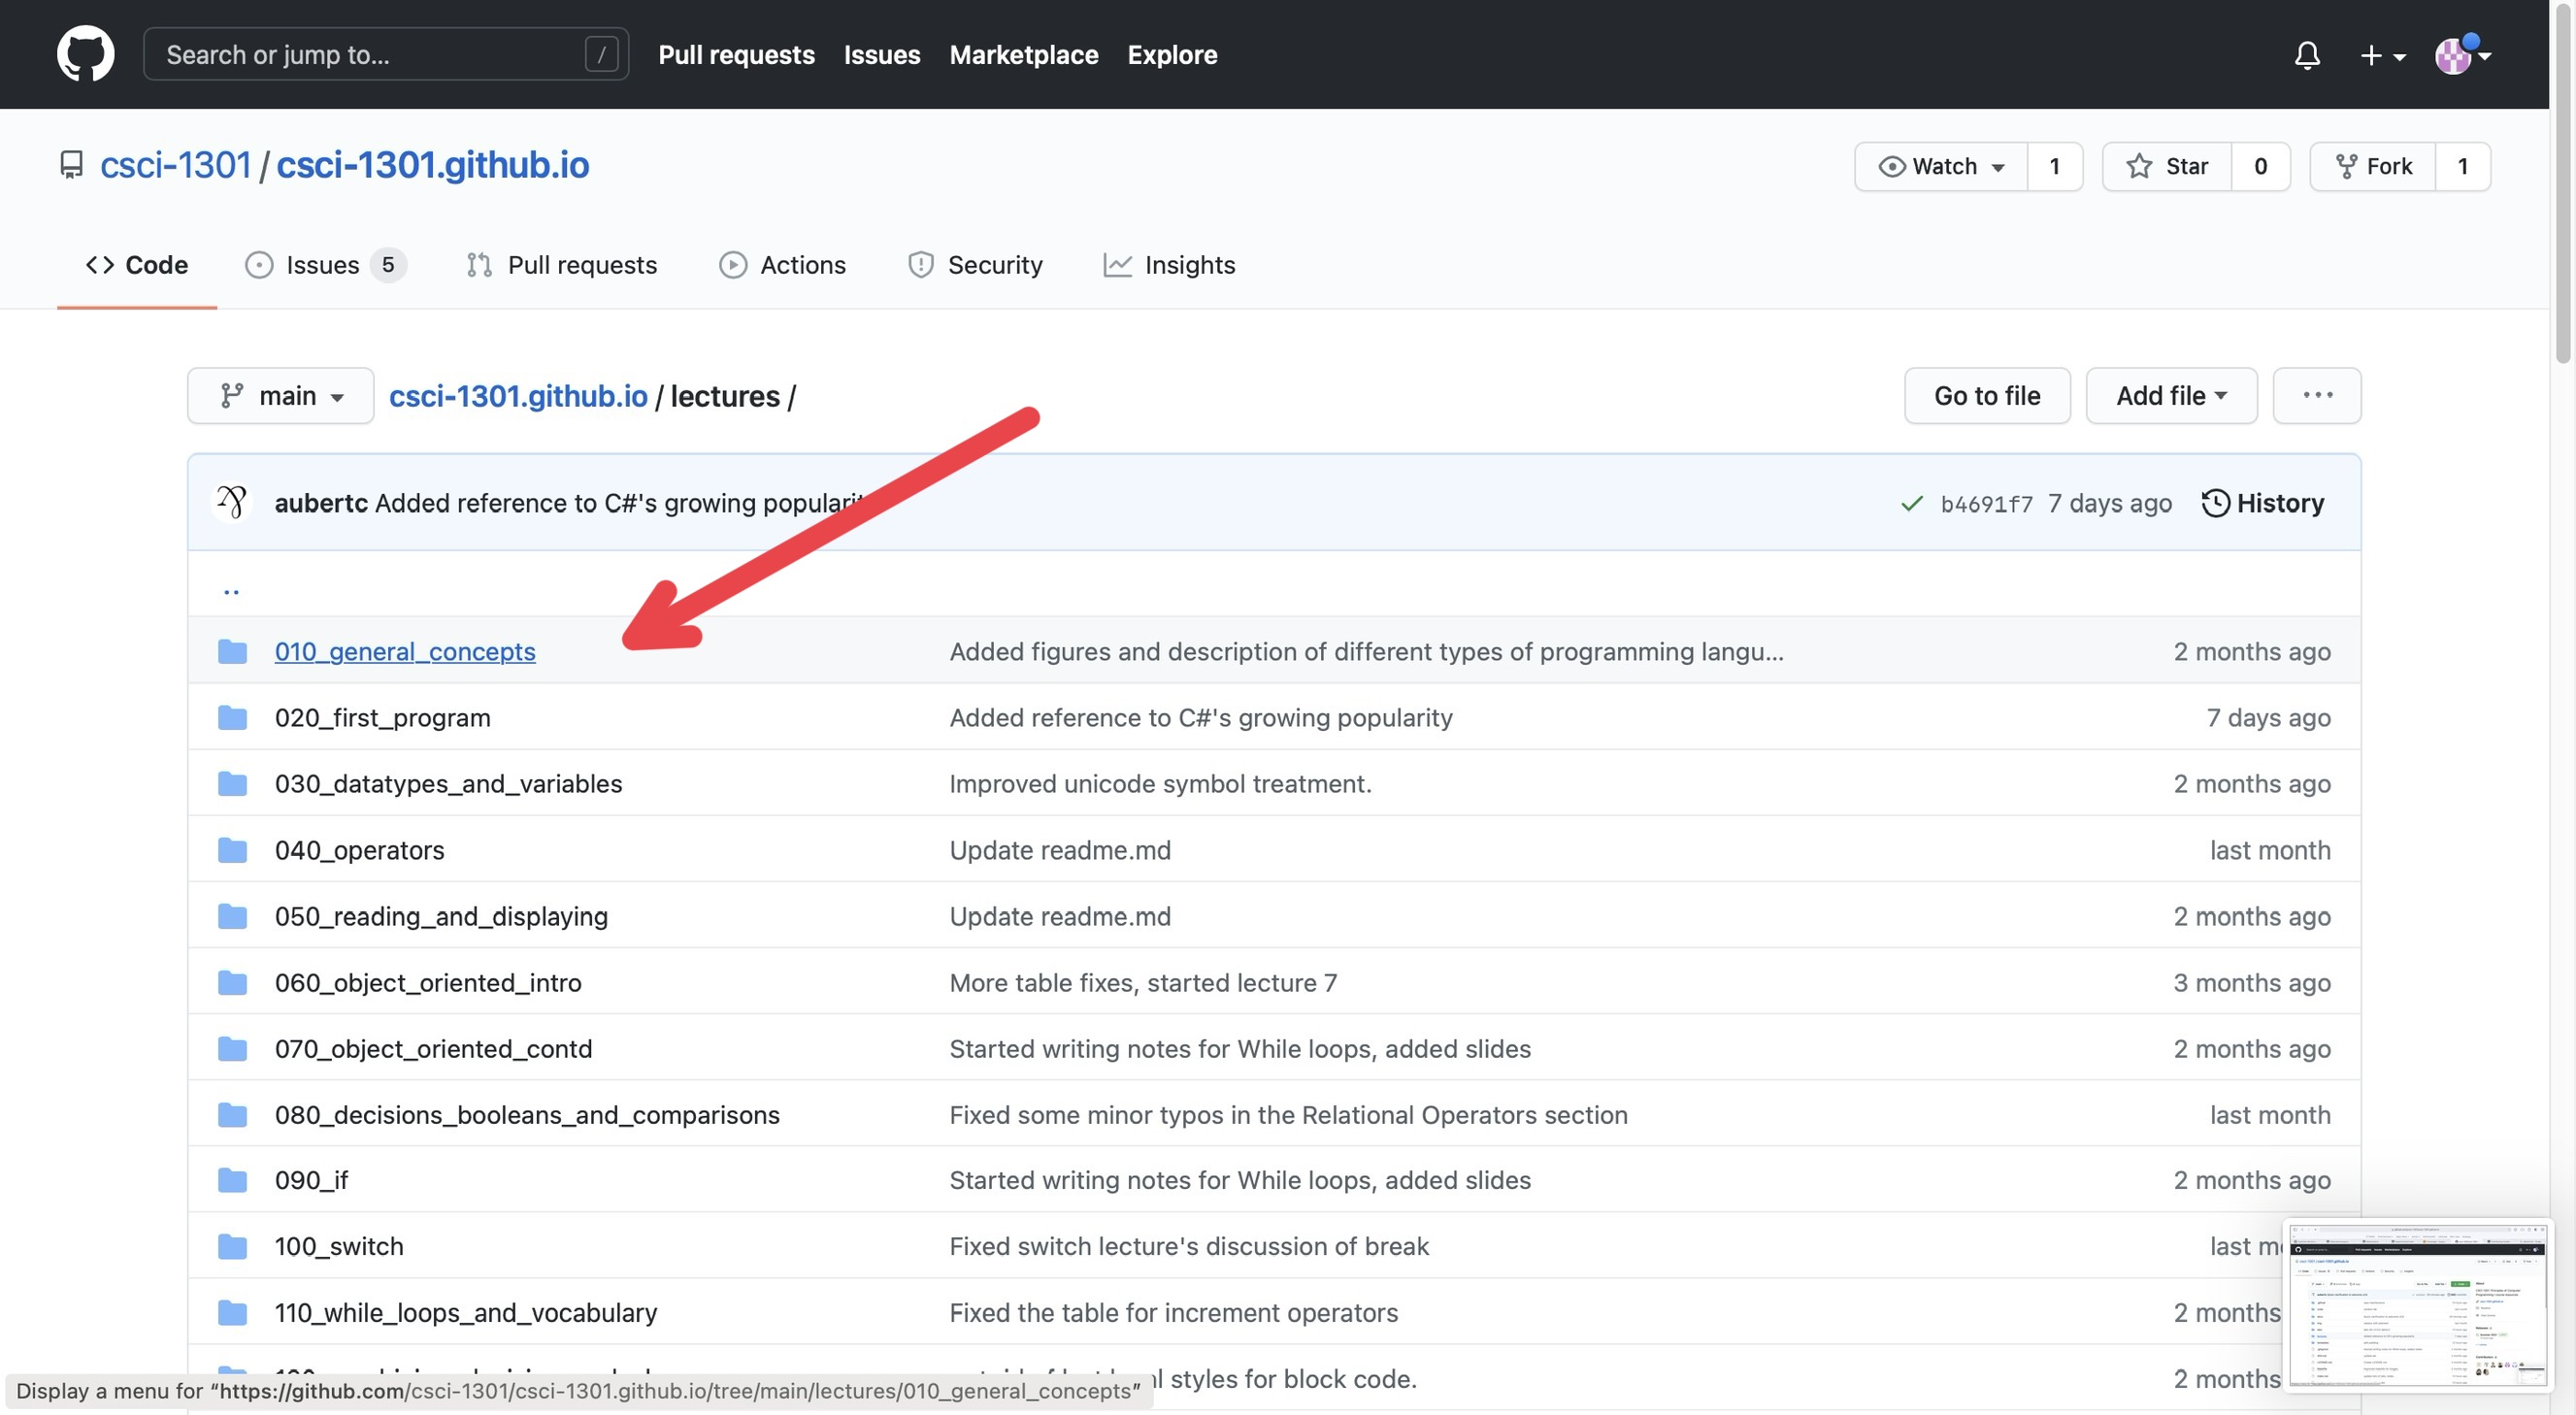 Search or jump to... / Pull requests Issues Marketplace Explore
csci-1301 / csci-1301.github.io Watch 1 Star 0 Fork 1
Code Issues 5 Pull requests Actions Security Insights
main csci-1301.github.io / lectures / Go to file Add file ...
aubertc Added reference to C#'s growing popularity b4691f7 7 days ago History
..
010_general_concepts Added figures and description of different types of programming langu... 2 months ago
020_first_program Added reference to C#'s growing popularity 7 days ago
030_datatypes_and_variables Improved unicode symbol treatment. 2 months ago
040_operators Update readme.md last month
050_reading_and_displaying Update readme.md 2 months ago
060_object_oriented_intro More table fixes, started lecture 7 3 months ago
070_object_oriented_contd Started writing notes for While loops, added slides 2 months ago
080_decisions_booleans_and_comparisons Fixed some minor typos in the Relational Operators section last month
090_if Started writing notes for While loops, added slides 2 months ago
100_switch Fixed switch lecture's discussion of break last m
110_while_loops_and_vocabulary Fixed the table for increment operators 2 months
styles for block code. 2 months
Display a menu for “https://github.com/csci-1301/csci-1301.github.io/tree/main/lectures/010_general_concepts”